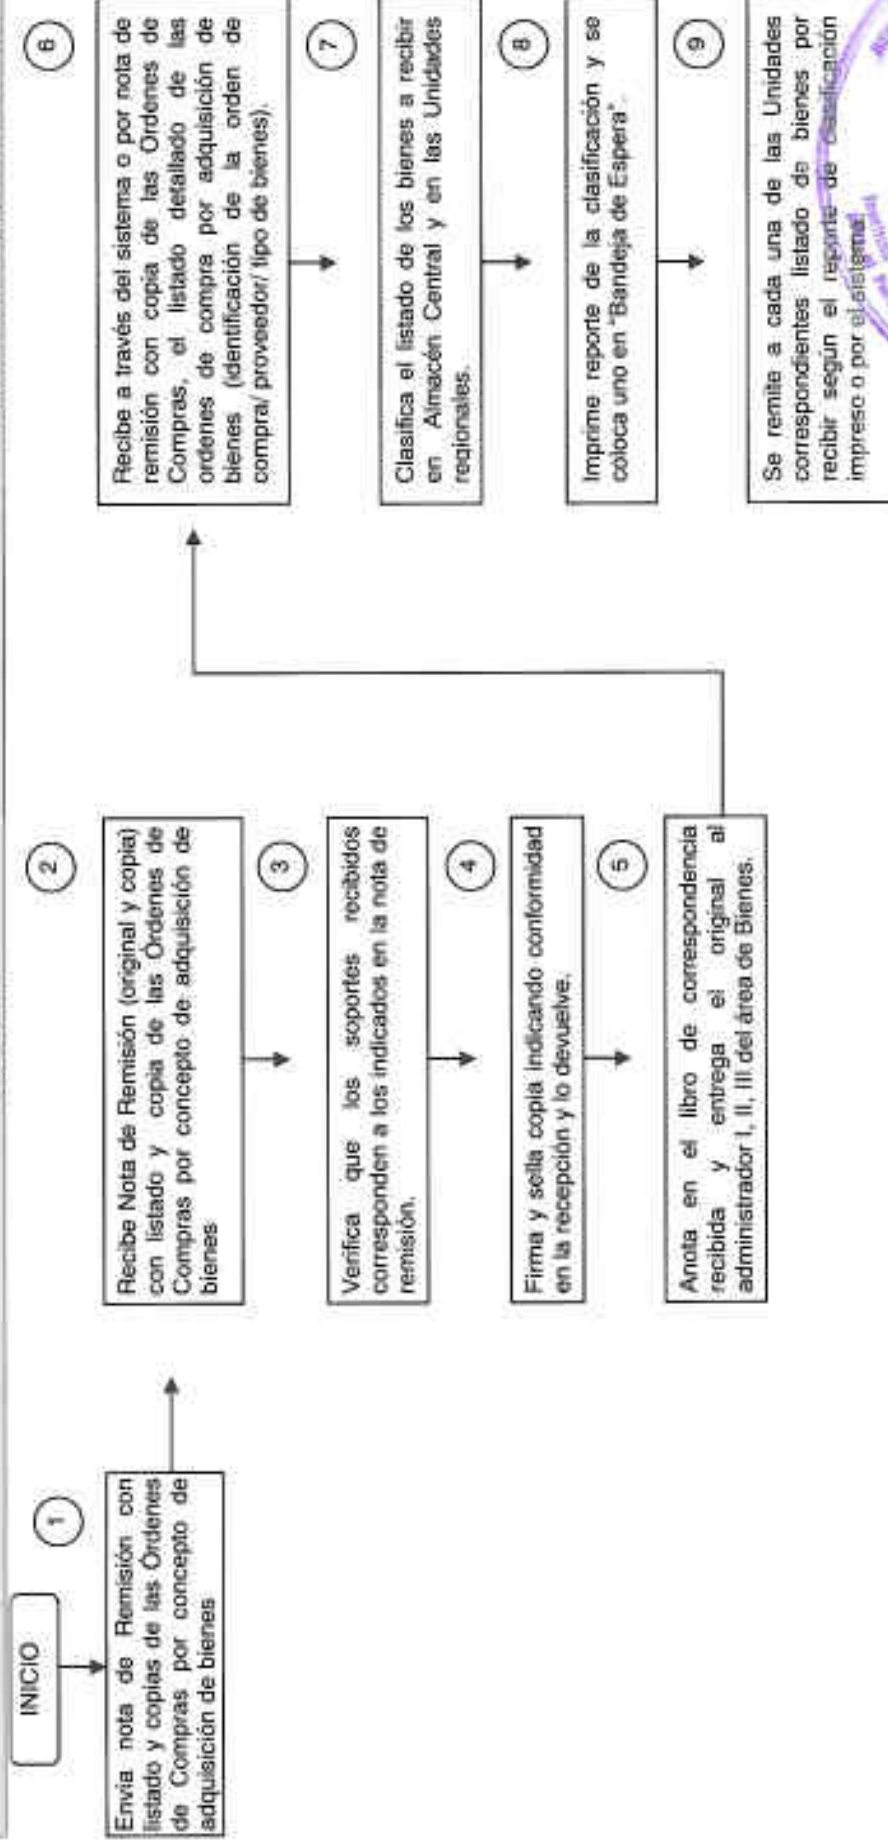 INICIO
1
Envía nota de Remisión con
listado y copias de las Órdenes
de Compras por concepto de
adquisición de bienes
2
Recibe Nota de Remisión (original y copia)
con listado y copia de las Órdenes de
Compras por concepto de adquisición de
bienes
3
Verifica que los soportes recibidos
corresponden a los indicados en la nota de
remisión.
4
Firma y sella copia indicando conformidad
en la recepción y lo devuelve.
5
Anota en el libro de correspondencia
recibida y entrega el original al
administrador I, II, III del área de Bienes.
6
Recibe a través del sistema o por nota de
remisión con copia de las Ordenes de
Compras, el listado detallado de las
ordenes de compra por adquisición de
bienes (identificación de la orden de
compra/ proveedor/ tipo de bienes).
7
Clasifica el listado de los bienes a recibir
en Almacén Central y en las Unidades
regionales.
8
Imprime reporte de la clasificación y se
coloca uno en "Bandeja de Espera".
9
Se remite a cada una de las Unidades
correspondientes listado de bienes por
recibir según el reporte de clasificación
impreso o por el sistema.